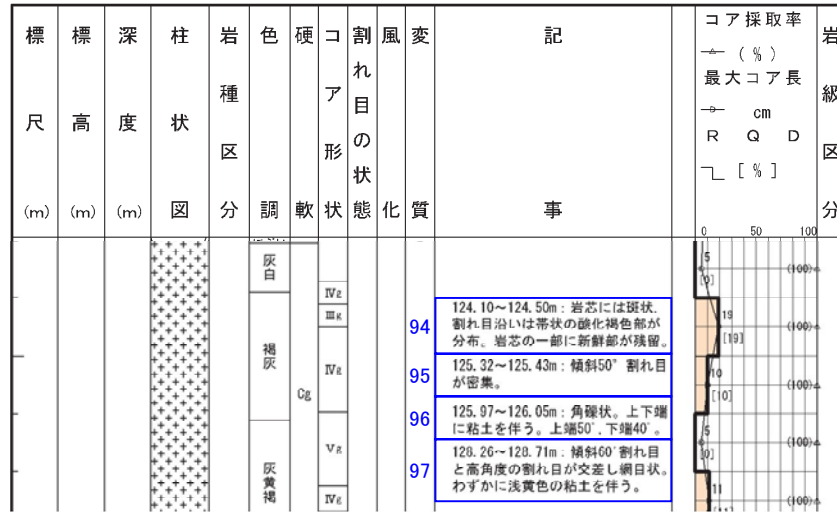 標尺(m)
標高(m)
深度(m)
柱状図
岩種区分
色調
硬軟
コア形状
割れ目の状態
風化
変質
記事
コア採取率
(%)
最大コア長
cm
R Q D
[%]
岩級区分
0 50 100
灰白
褐灰
灰黄褐
Cg
Ⅳg
Ⅲg
Ⅳg
Ⅴg
Ⅳg
94
124.10~124.50m:岩芯には斑状、
割れ目沿いは帯状の酸化褐色部が
分布。岩芯の一部に新鮮部が残留。
95
125.32~125.43m:傾斜50°割れ目
が密集。
96
125.97~126.05m:角礫状。上下端
に粘土を伴う。上端50°、下端40°。
97
128.26~128.71m:傾斜60°割れ目
と高角度の割れ目が交差し網目状。
わずかに浅黄色の粘土を伴う。
5
(100)
[0]
19
(100)
[19]
10
(100)
[10]
5
(100)
[0]
11
(100)